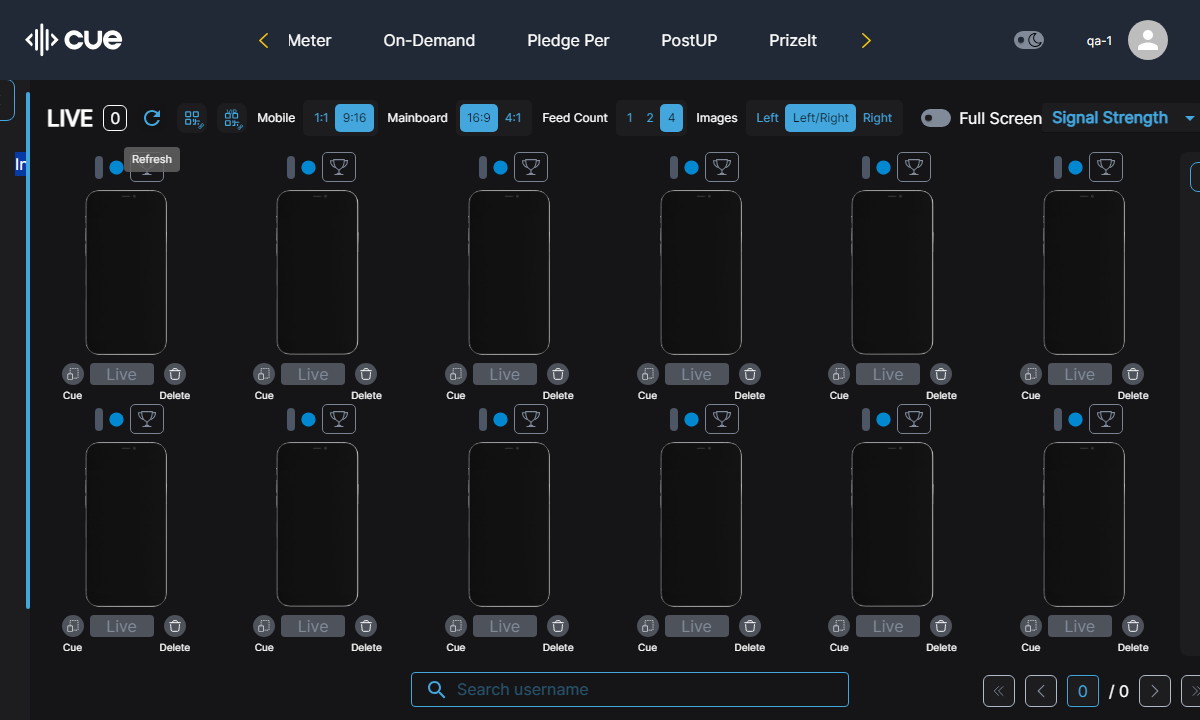 cue
Meter On-Demand Pledge Per PostUP PrizeIt
qa-1
LIVE 0 Mobile 1:1 9:16 Mainboard 16:9 4:1 Feed Count 1 2 4 Images Left Left/Right Right Full Screen Signal Strength
Refresh
Live Live Live Live Live Live
Cue Delete Cue Delete Cue Delete Cue Delete Cue Delete Cue Delete
Live Live Live Live Live Live
Cue Delete Cue Delete Cue Delete Cue Delete Cue Delete Cue Delete
Search username
0 / 0